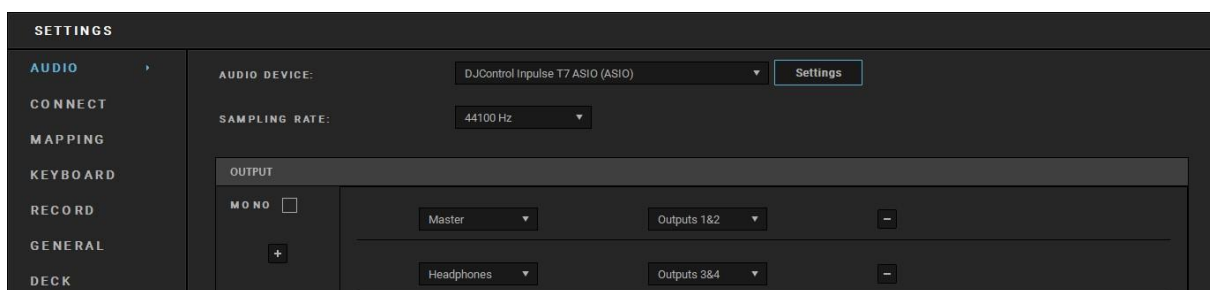 SETTINGS
AUDIO
AUDIO DEVICE:
DJControl Inpulse T7 ASIO (ASIO)
Settings
CONNECT
SAMPLING RATE:
44100 Hz
MAPPING
KEYBOARD
OUTPUT
RECORD
MONO
Master
Outputs 1&2
GENERAL
DECK
Headphones
Outputs 3&4